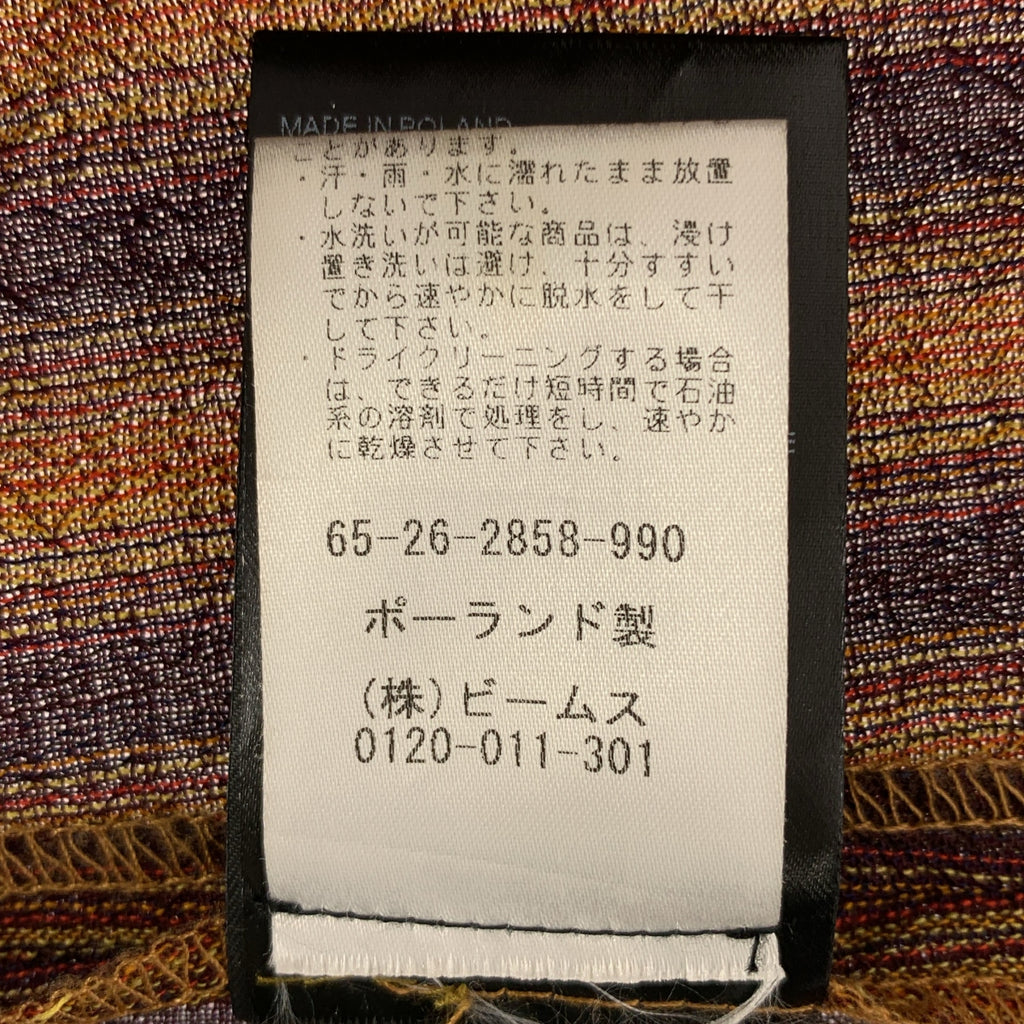 MADE IN POLAND
ことがあります。
・汗・雨・水に濡れたまま放置
しないで下さい。
・水洗いが可能な商品は、浸け
置き洗いは避け、十分すすい
でから速やかに脱水をして干
して下さい。
・ドライクリーニングする場合
は、できるだけ短時間で石油
系の溶剤で処理をし、速やか
に乾燥させて下さい。
65-26-2858-990
ポーランド製
(株)ビームス
0120-011-301